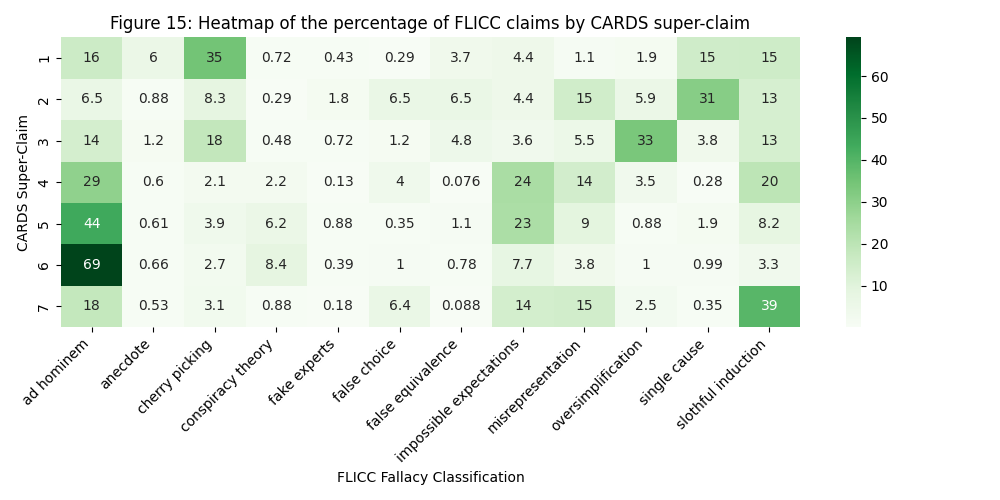 Figure 15: Heatmap of the percentage of FLICC claims by CARDS super-claim
CARDS Super-Claim
1 16 6 35 0.72 0.43 0.29 3.7 4.4 1.1 1.9 15 15
2 6.5 0.88 8.3 0.29 1.8 6.5 6.5 4.4 15 5.9 31 13
3 14 1.2 18 0.48 0.72 1.2 4.8 3.6 5.5 33 3.8 13
4 29 0.6 2.1 2.2 0.13 4 0.076 24 14 3.5 0.28 20
5 44 0.61 3.9 6.2 0.88 0.35 1.1 23 9 0.88 1.9 8.2
6 69 0.66 2.7 8.4 0.39 1 0.78 7.7 3.8 1 0.99 3.3
7 18 0.53 3.1 0.88 0.18 6.4 0.088 14 15 2.5 0.35 39
ad hominem
anecdote
cherry picking
conspiracy theory
fake experts
false choice
false equivalence
impossible expectations
misrepresentation
oversimplification
single cause
slothful induction
FLICC Fallacy Classification
60
50
40
30
20
10